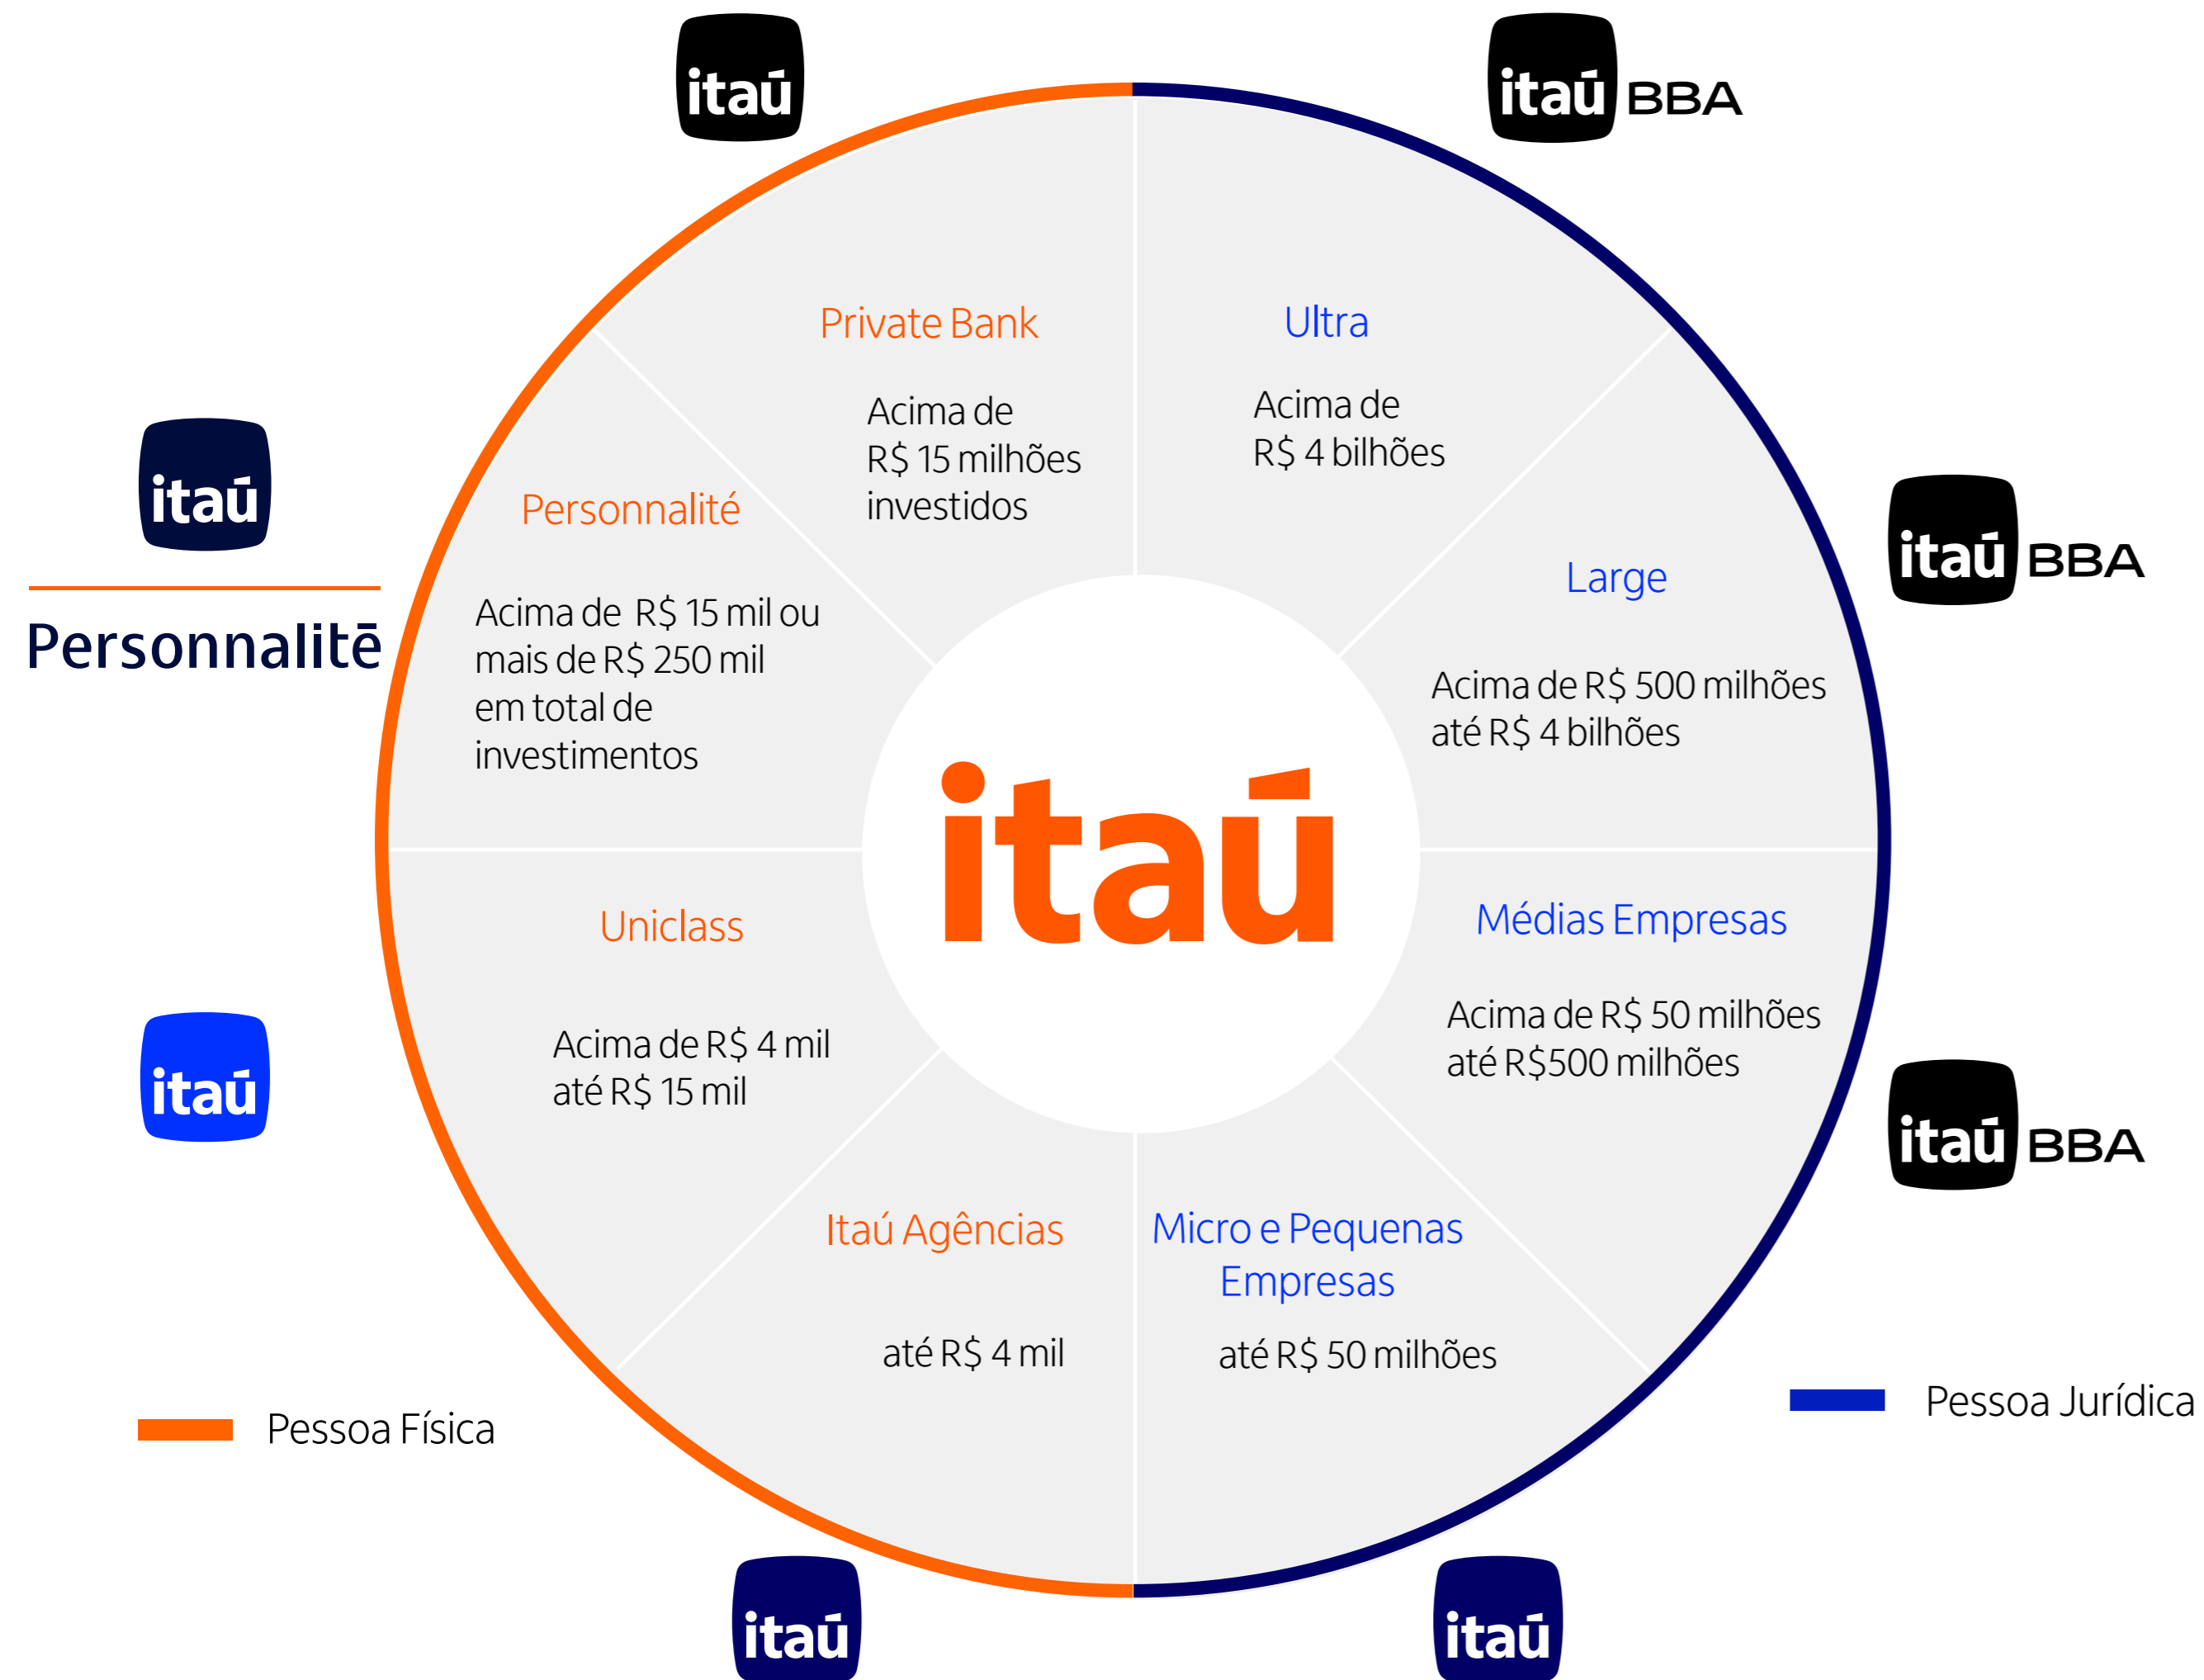 itaú
itaú BBA
Private Bank
Acima de
R$ 15 milhões
investidos
Ultra
Acima de
R$ 4 bilhões
itaú
Personnalitē
Personnalité
Acima de R$ 15 mil ou
mais de R$ 250 mil
em total de
investimentos
Large
Acima de R$ 500 milhões
até R$ 4 bilhões
itaú BBA
itaú
Uniclass
Acima de R$ 4 mil
até R$ 15 mil
itaú
Médias Empresas
Acima de R$ 50 milhões
até R$500 milhões
itaú BBA
Itaú Agências
até R$ 4 mil
Micro e Pequenas
Empresas
até R$ 50 milhões
Pessoa Física
Pessoa Jurídica
itaú
itaú